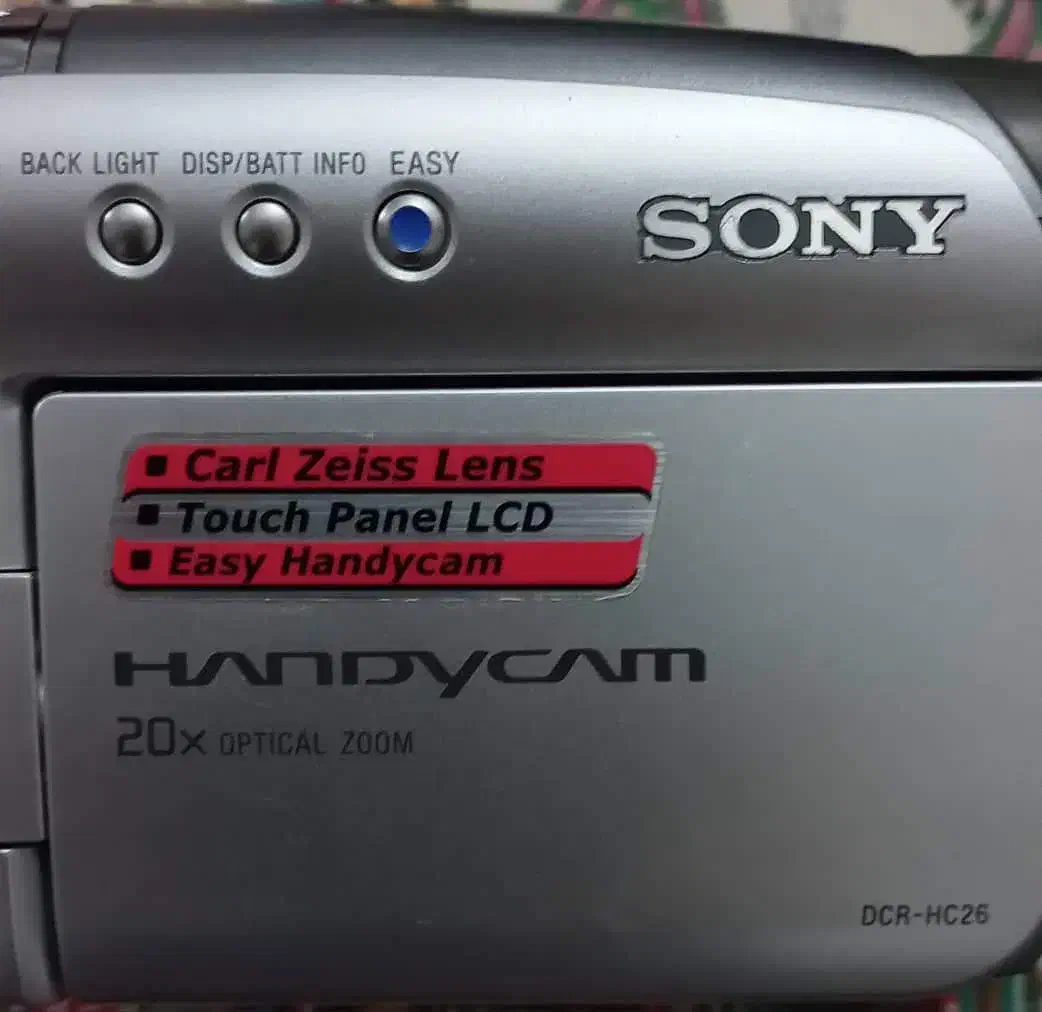 BACK LIGHT DISP/BATT INFO EASY
SONY
▪ Carl Zeiss Lens
▪ Touch Panel LCD
▪ Easy Handycam
HANDYCAM
20x OPTICAL ZOOM
DCR-HC26